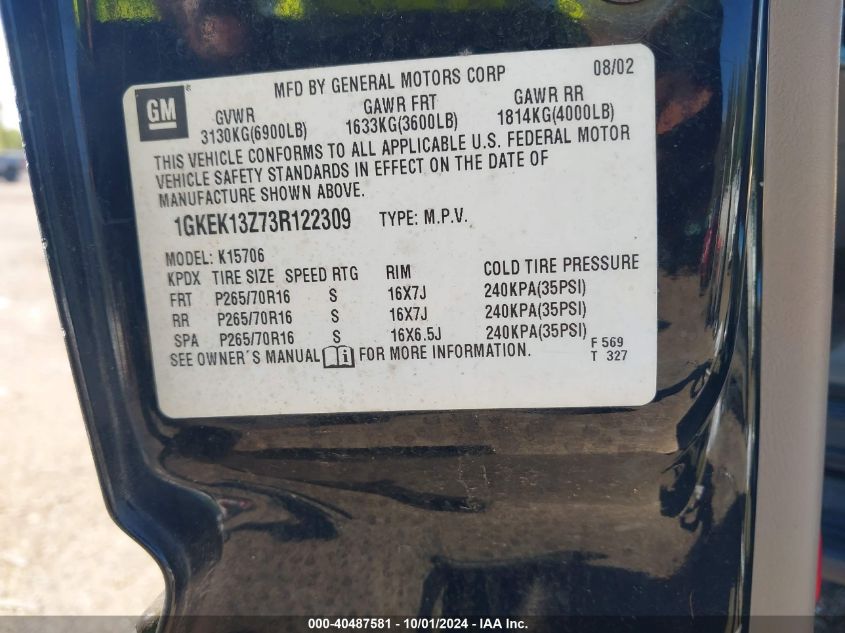 MFD BY GENERAL MOTORS CORP 08/02
GM
GVWR GAWR FRT GAWR RR
3130KG(6900LB) 1633KG(3600LB) 1814KG(4000LB)
THIS VEHICLE CONFORMS TO ALL APPLICABLE U.S. FEDERAL MOTOR
VEHICLE SAFETY STANDARDS IN EFFECT ON THE DATE OF
MANUFACTURE SHOWN ABOVE.
1GKEK13Z73R122309 TYPE: M.P.V.
MODEL: K15706
KPDX TIRE SIZE SPEED RTG RIM COLD TIRE PRESSURE
FRT P265/70R16 S 16X7J 240KPA(35PSI)
RR P265/70R16 S 16X7J 240KPA(35PSI)
SPA P265/70R16 S 16X6.5J 240KPA(35PSI)
SEE OWNER´S MANUAL FOR MORE INFORMATION.
F 569
T 327
000-40487581 - 10/01/2024 - IAA Inc.